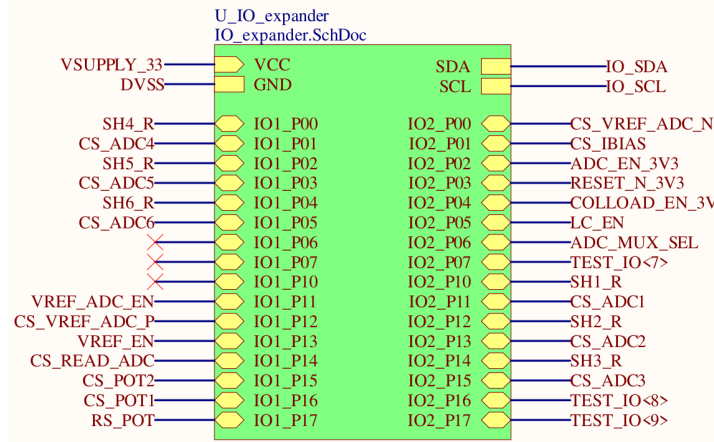 U_IO_expander
IO_expander.SchDoc
VSUPPLY_33 VCC SDA IO_SDA
DVSS GND SCL IO_SCL
SH4_R IO1_P00 IO2_P00 CS_VREF_ADC_N
CS_ADC4 IO1_P01 IO2_P01 CS_IBIAS
SH5_R IO1_P02 IO2_P02 ADC_EN_3V3
CS_ADC5 IO1_P03 IO2_P03 RESET_N_3V3
SH6_R IO1_P04 IO2_P04 COLLOAD_EN_3V
CS_ADC6 IO1_P05 IO2_P05 LC_EN
IO1_P06 IO2_P06 ADC_MUX_SEL
IO1_P07 IO2_P07 TEST_IO<7>
IO1_P10 IO2_P10 SH1_R
VREF_ADC_EN IO1_P11 IO2_P11 CS_ADC1
CS_VREF_ADC_P IO1_P12 IO2_P12 SH2_R
VREF_EN IO1_P13 IO2_P13 CS_ADC2
CS_READ_ADC IO1_P14 IO2_P14 SH3_R
CS_POT2 IO1_P15 IO2_P15 CS_ADC3
CS_POT1 IO1_P16 IO2_P16 TEST_IO<8>
RS_POT IO1_P17 IO2_P17 TEST_IO<9>